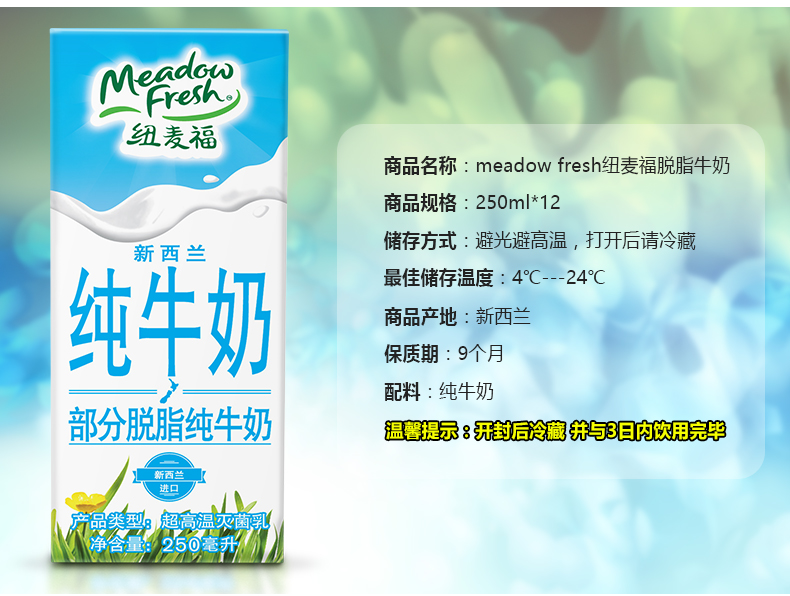 Meadow
Fresh
纽麦福
新西兰
纯牛奶
部分脱脂纯牛奶
新西兰
进口
产品类型：超高温灭菌乳
净含量：250毫升
商品名称：meadow fresh纽麦福脱脂牛奶
商品规格：250ml*12
储存方式：避光避高温，打开后请冷藏
最佳储存温度：4℃---24℃
商品产地：新西兰
保质期：9个月
配料：纯牛奶
温馨提示：开封后冷藏 并与3日内饮用完毕